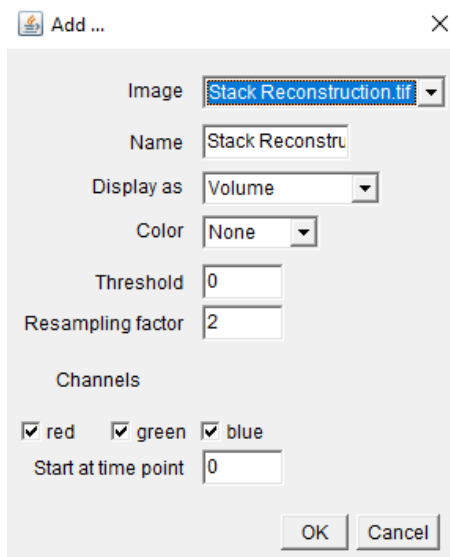 Add ...
Image Stack Reconstruction.tif
Name Stack Reconstru
Display as Volume
Color None
Threshold 0
Resampling factor 2
Channels
red green blue
Start at time point 0
OK Cancel